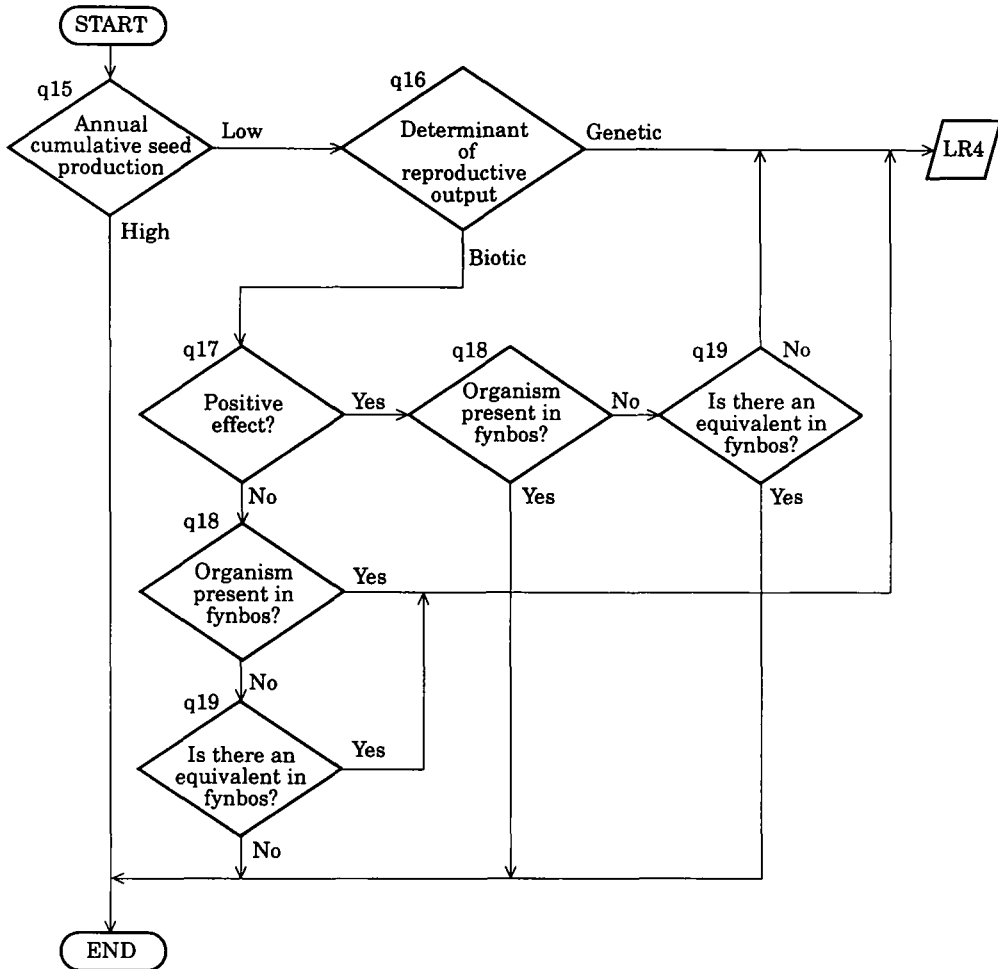 START
q15
Annual
cumulative seed
production
Low
High
q16
Determinant
of
reproductive
output
Genetic
LR4
Biotic
q17
Positive
effect?
Yes
No
q18
Organism
present in
fynbos?
No
Yes
q19
No
Is there an
equivalent in
fynbos?
Yes
q18
Organism
present in
fynbos?
Yes
No
q19
Is there an
equivalent in
fynbos?
Yes
No
END